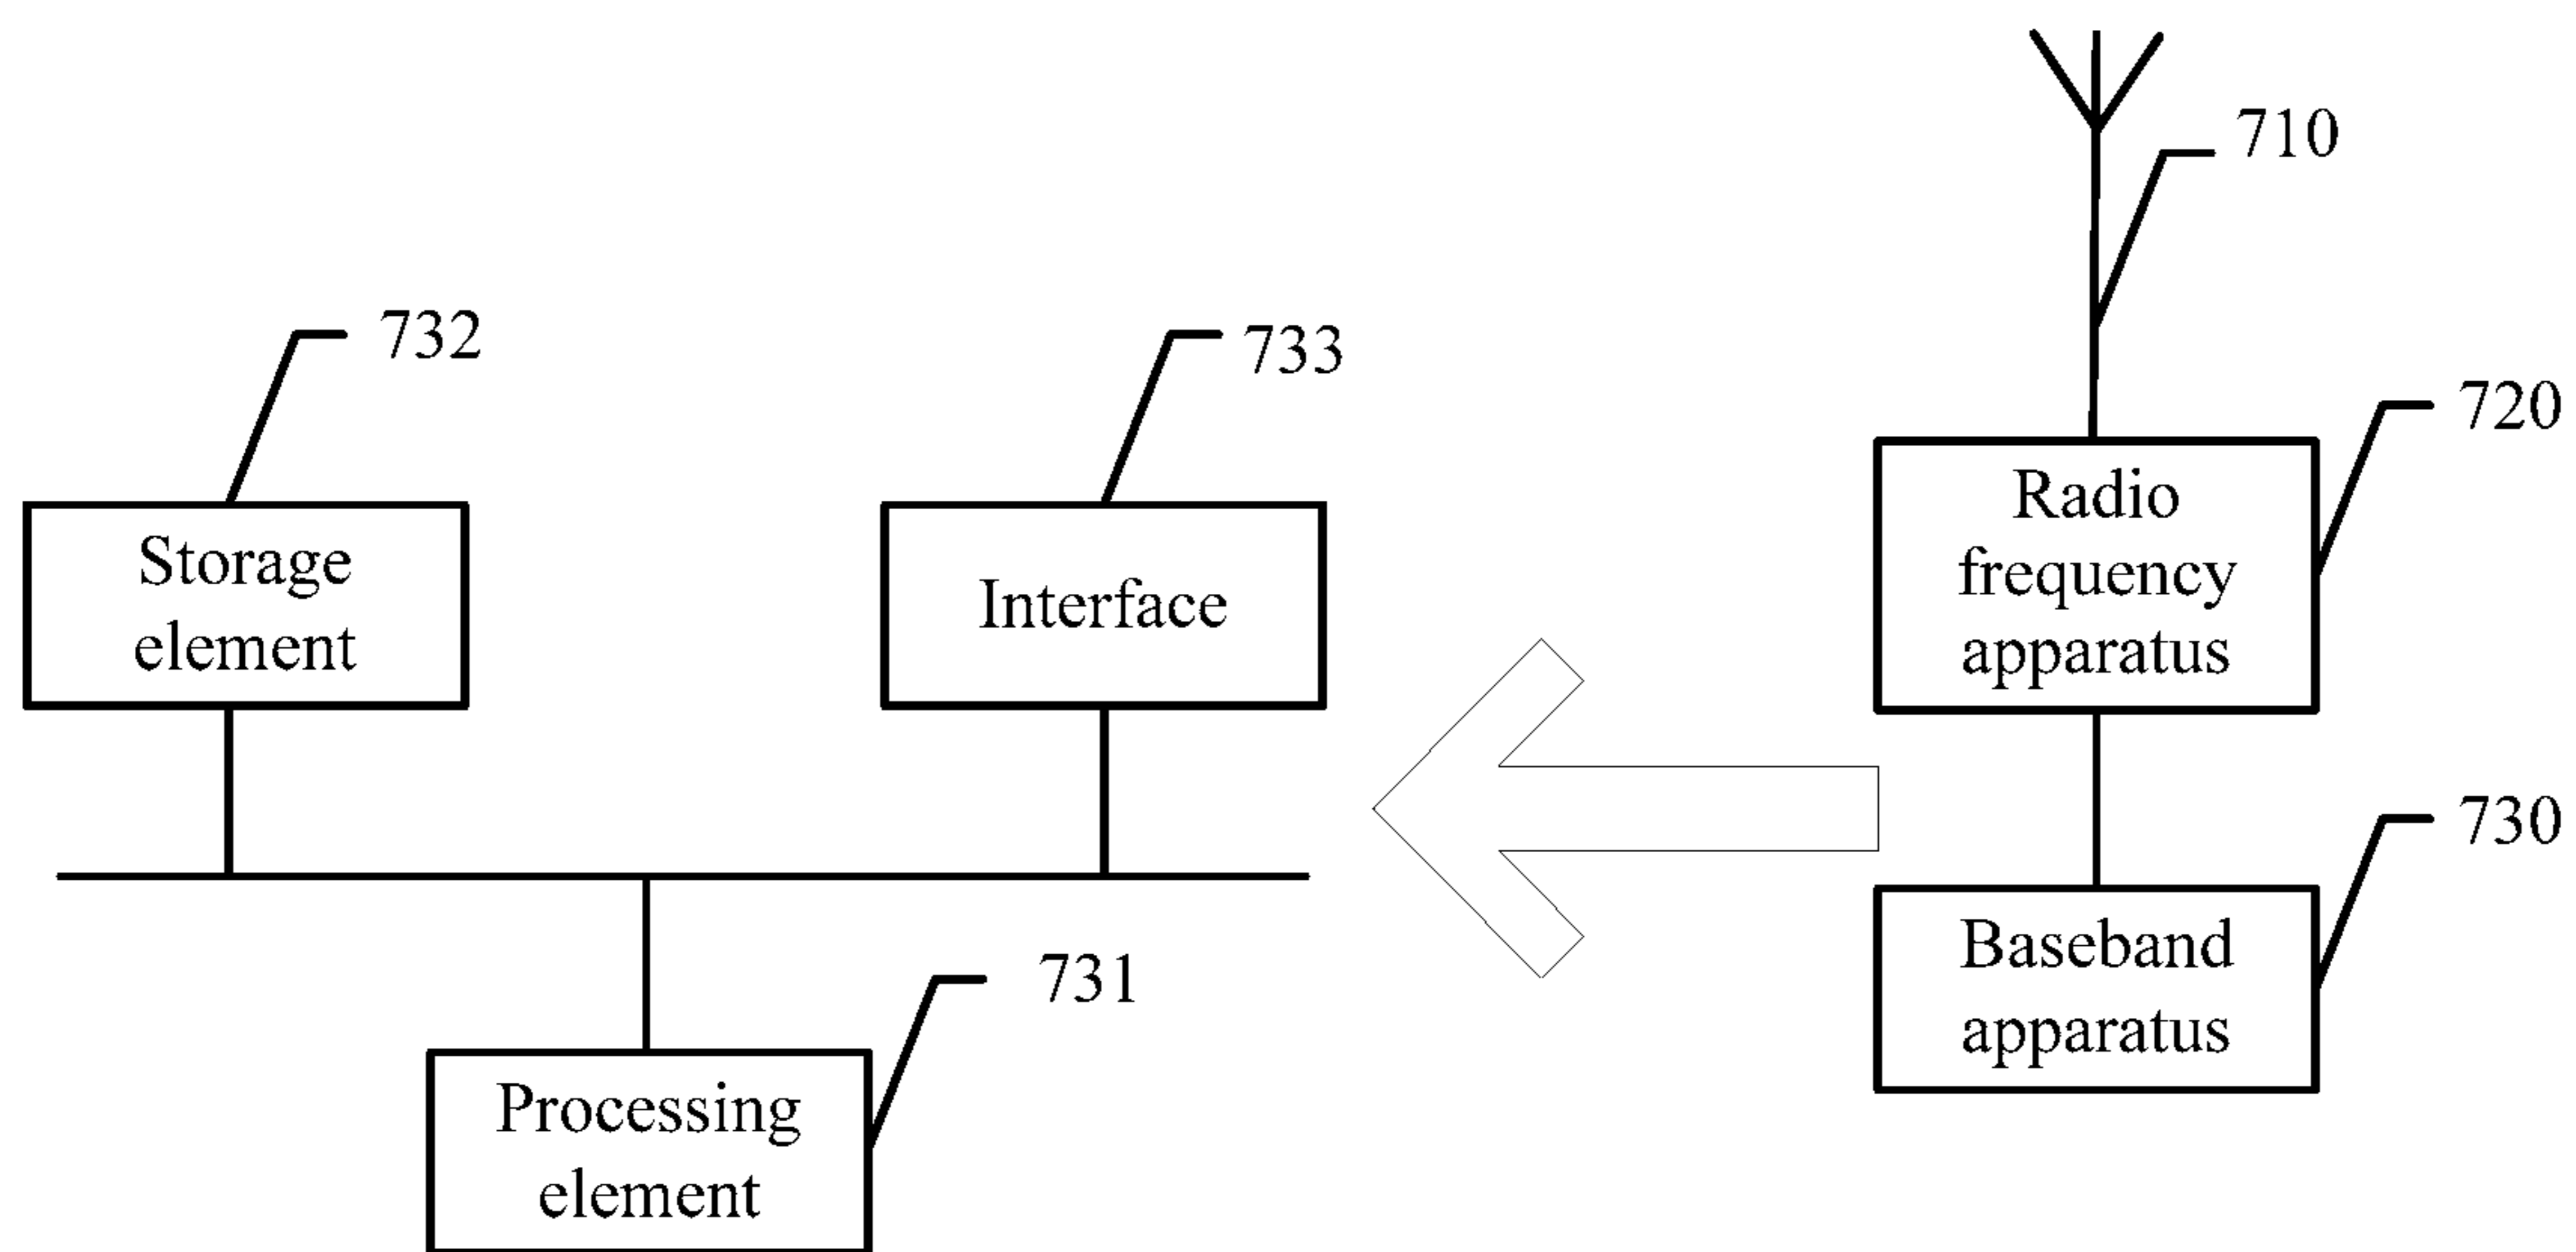 710
732
733
720
Radio
frequency
apparatus
Storage
element
Interface
730
Baseband
apparatus
731
Processing
element